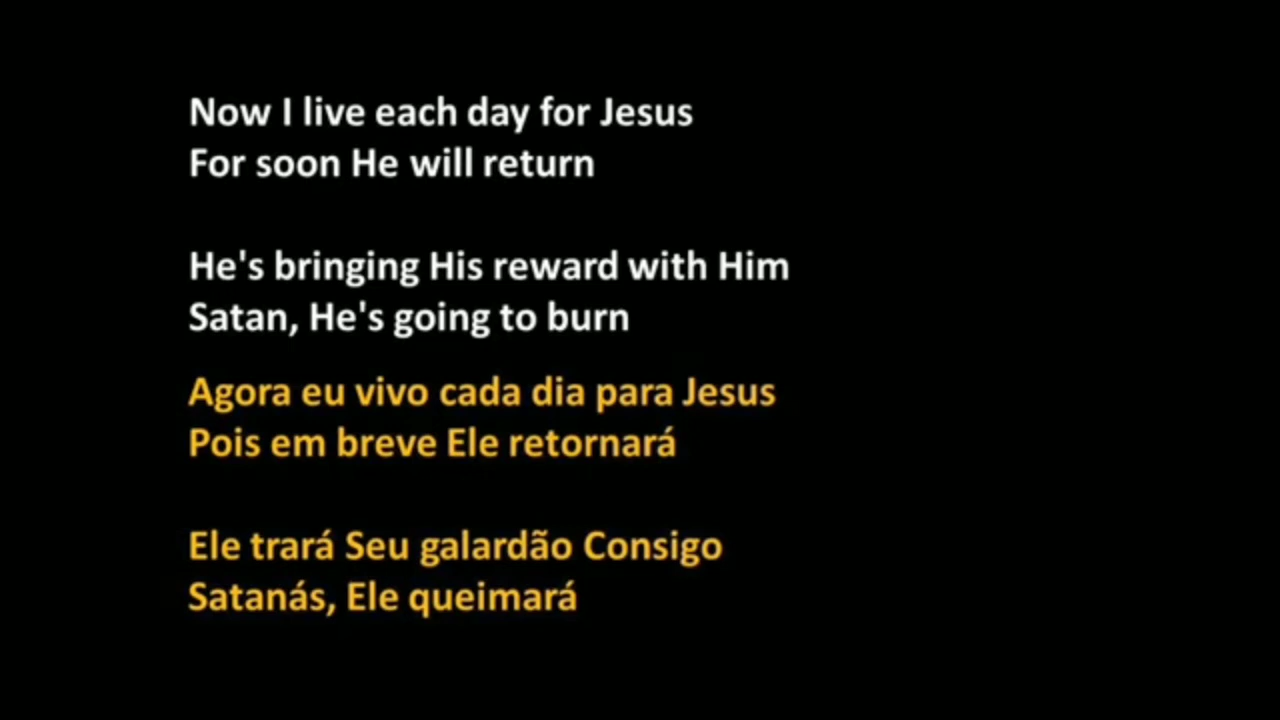 Now I live each day for Jesus
For soon He will return
He's bringing His reward with Him
Satan, He's going to burn
Agora eu vivo cada dia para Jesus
Pois em breve Ele retornará
Ele trará Seu galardão Consigo
Satanás, Ele queimará